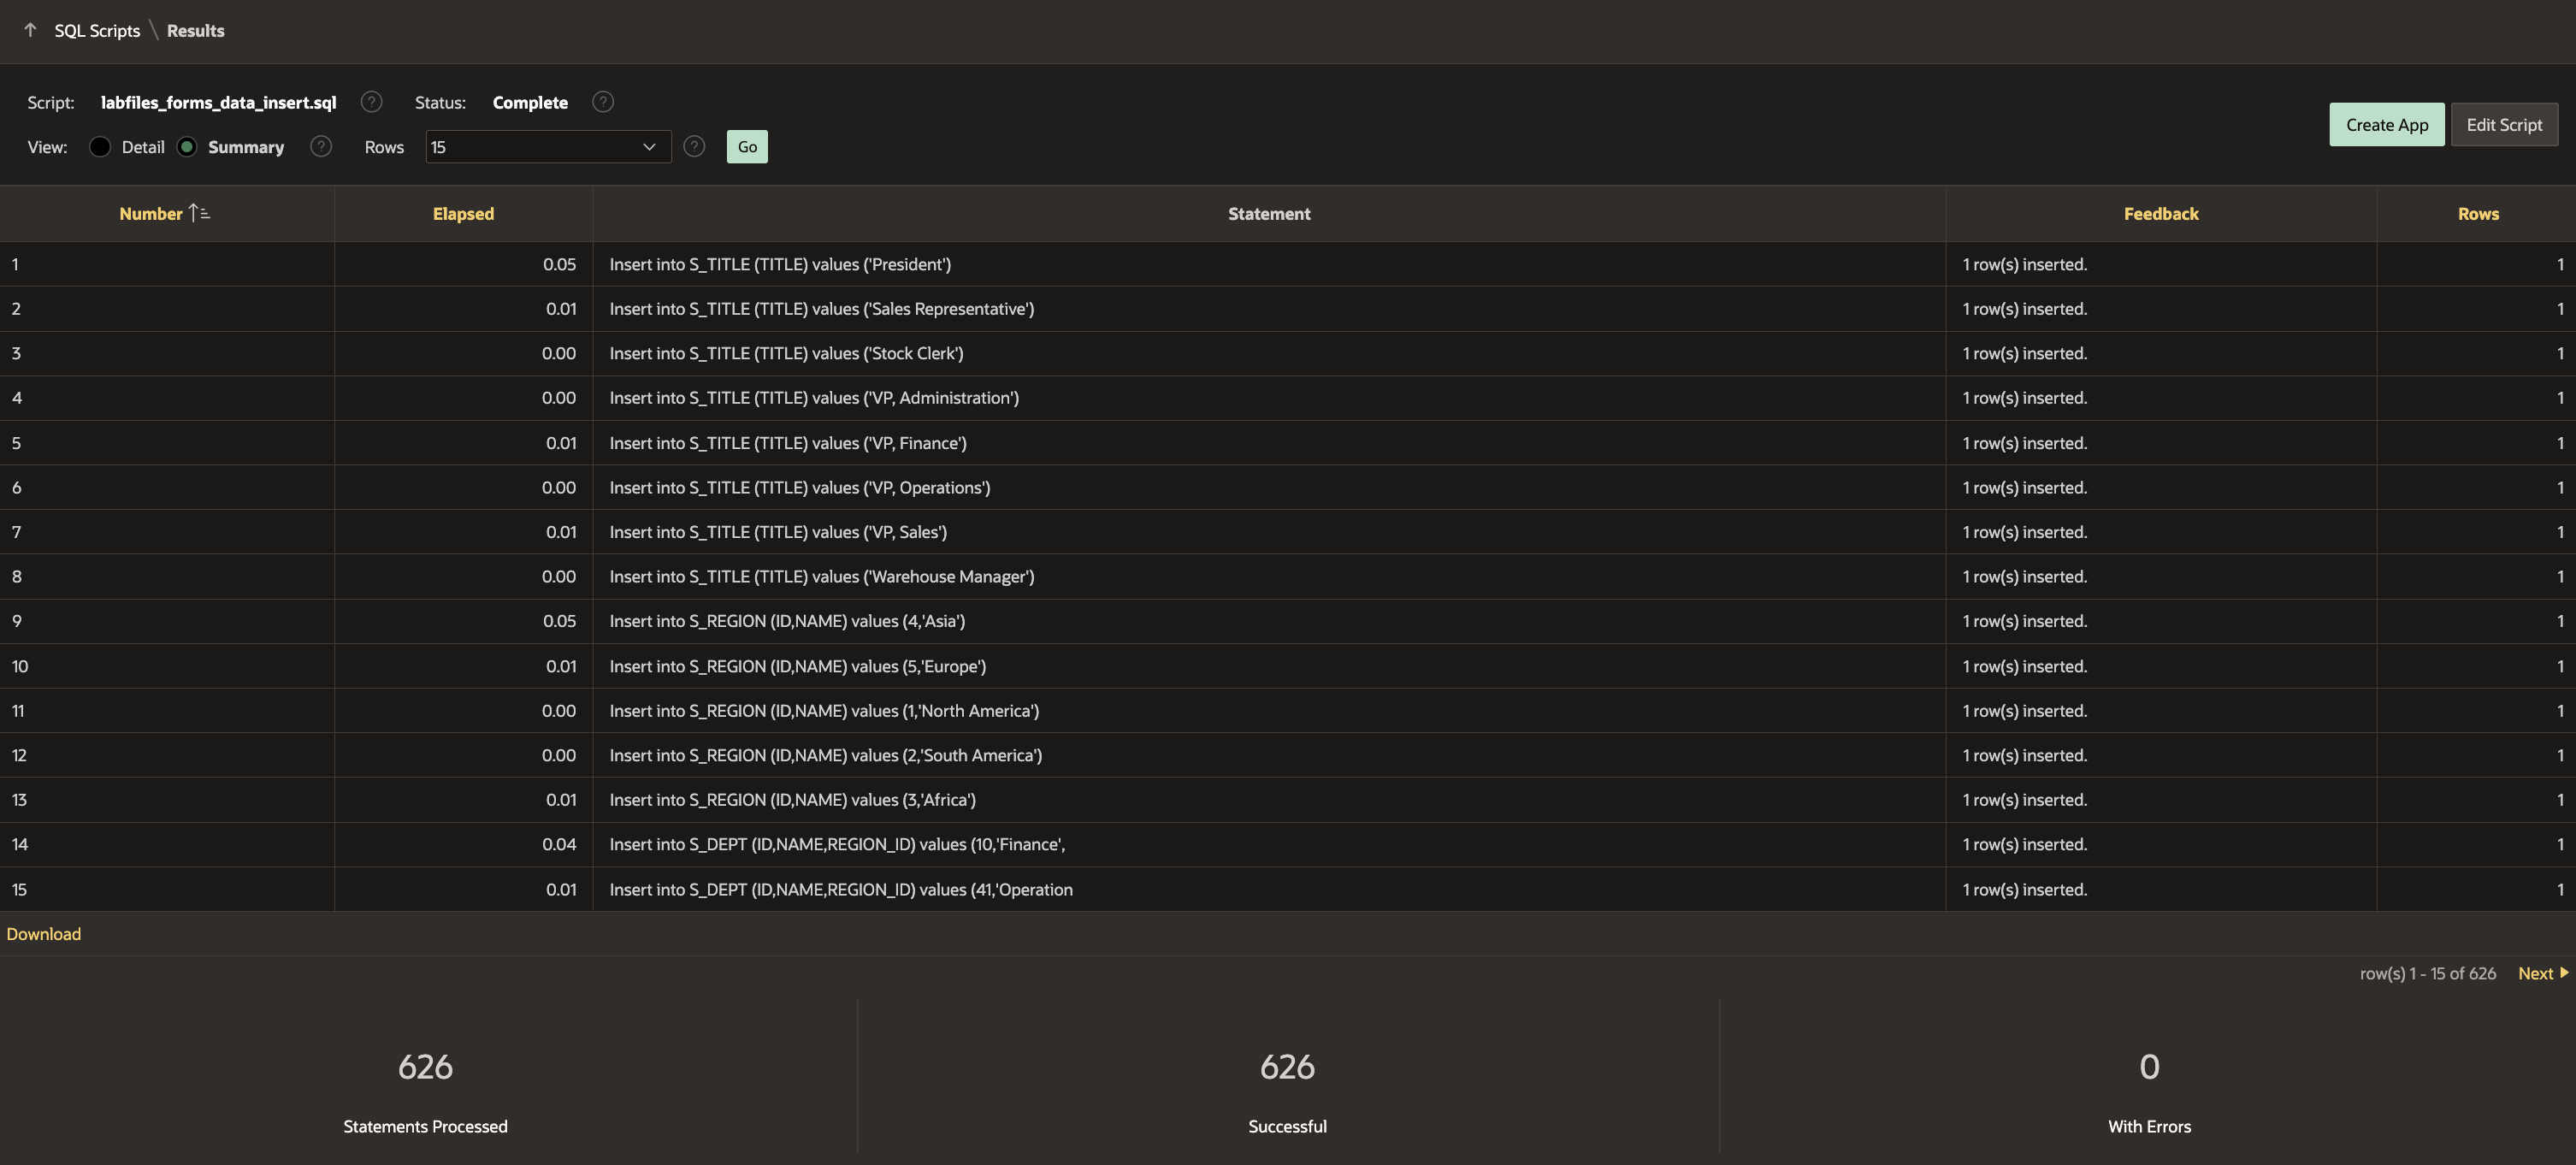 SQL Scripts \ Results
Script: labfiles_forms_data_insert.sql ? Status: Complete ?
View: Detail Summary ? Rows 15 ? Go
Create App Edit Script
Number Elapsed Statement Feedback Rows
1 0.05 Insert into S_TITLE (TITLE) values ('President') 1 row(s) inserted. 1
2 0.01 Insert into S_TITLE (TITLE) values ('Sales Representative') 1 row(s) inserted. 1
3 0.00 Insert into S_TITLE (TITLE) values ('Stock Clerk') 1 row(s) inserted. 1
4 0.00 Insert into S_TITLE (TITLE) values ('VP, Administration') 1 row(s) inserted. 1
5 0.01 Insert into S_TITLE (TITLE) values ('VP, Finance') 1 row(s) inserted. 1
6 0.00 Insert into S_TITLE (TITLE) values ('VP, Operations') 1 row(s) inserted. 1
7 0.01 Insert into S_TITLE (TITLE) values ('VP, Sales') 1 row(s) inserted. 1
8 0.00 Insert into S_TITLE (TITLE) values ('Warehouse Manager') 1 row(s) inserted. 1
9 0.05 Insert into S_REGION (ID,NAME) values (4,'Asia') 1 row(s) inserted. 1
10 0.01 Insert into S_REGION (ID,NAME) values (5,'Europe') 1 row(s) inserted. 1
11 0.00 Insert into S_REGION (ID,NAME) values (1,'North America') 1 row(s) inserted. 1
12 0.00 Insert into S_REGION (ID,NAME) values (2,'South America') 1 row(s) inserted. 1
13 0.01 Insert into S_REGION (ID,NAME) values (3,'Africa') 1 row(s) inserted. 1
14 0.04 Insert into S_DEPT (ID,NAME,REGION_ID) values (10,'Finance', 1 row(s) inserted. 1
15 0.01 Insert into S_DEPT (ID,NAME,REGION_ID) values (41,'Operation 1 row(s) inserted. 1
Download
row(s) 1 - 15 of 626 Next
626 626 0
Statements Processed Successful With Errors